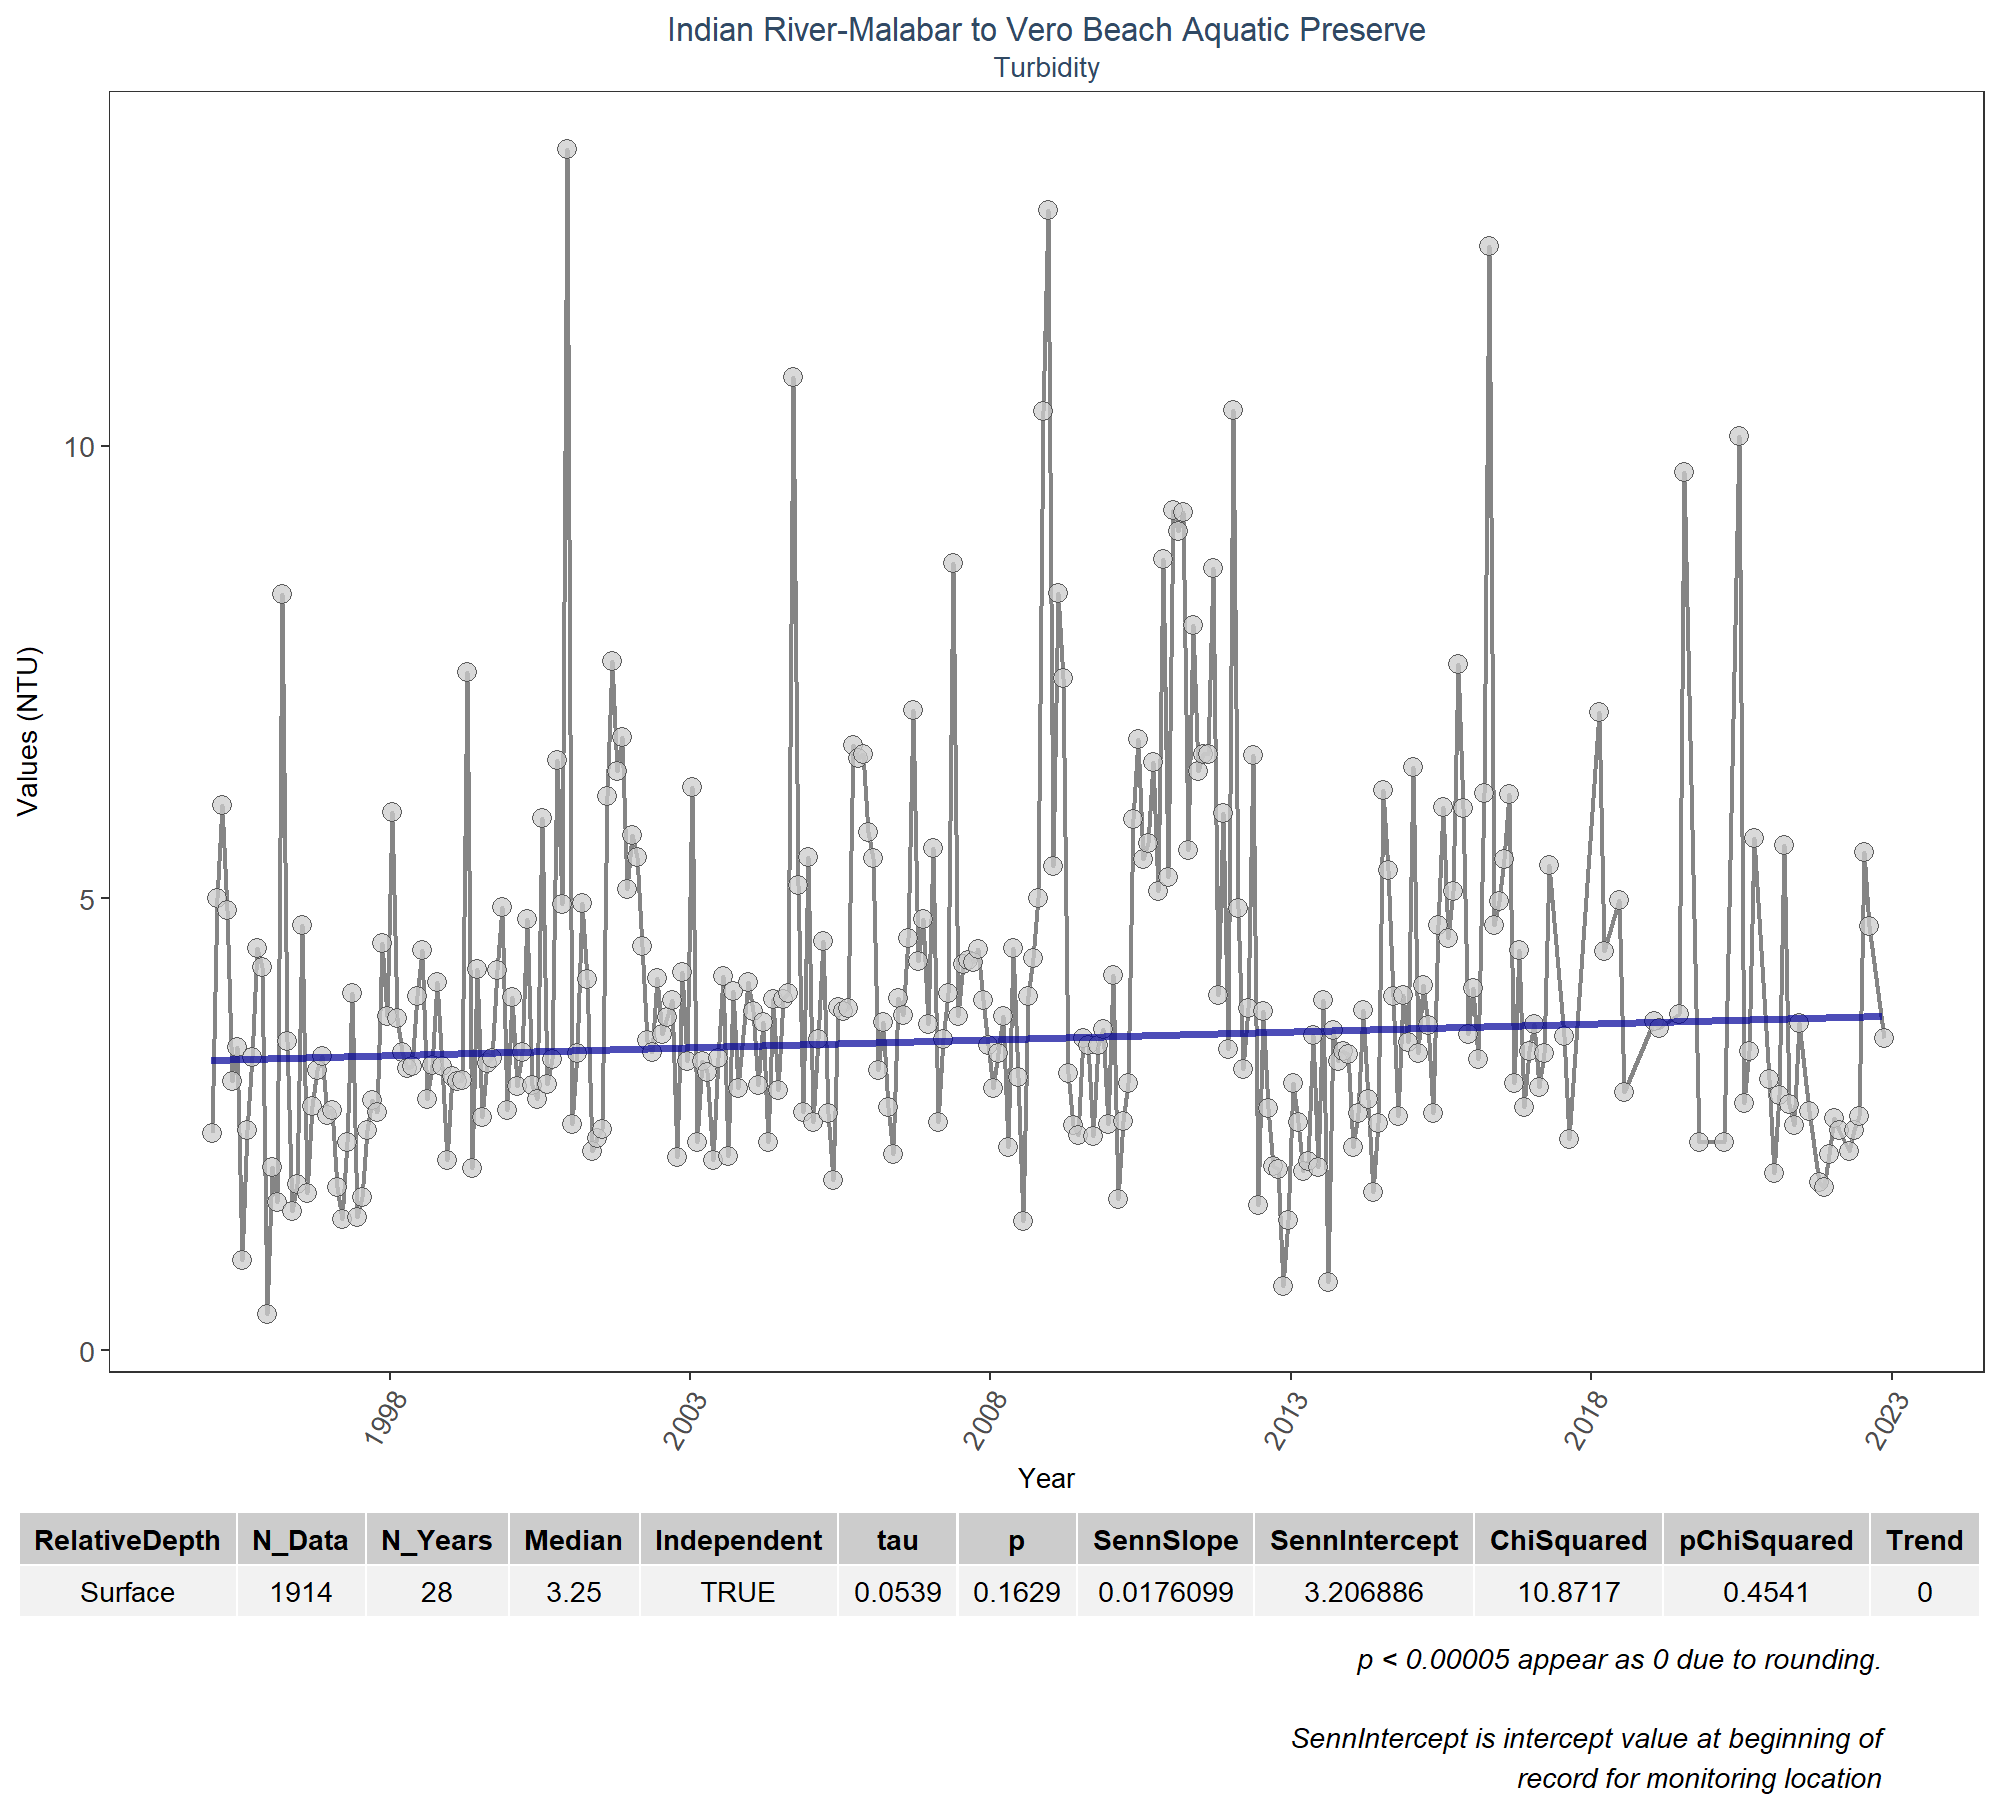 Indian River-Malabar to Vero Beach Aquatic Preserve
Turbidity
Values (NTU)
10
5
0
1998 2003 2008 2013 2018 2023
Year
RelativeDepth N_Data N_Years Median Independent tau p SennSlope SennIntercept ChiSquared pChiSquared Trend
Surface 1914 28 3.25 TRUE 0.0539 0.1629 0.0176099 3.206886 10.8717 0.4541 0
p < 0.00005 appear as 0 due to rounding.
SennIntercept is intercept value at beginning of
record for monitoring location